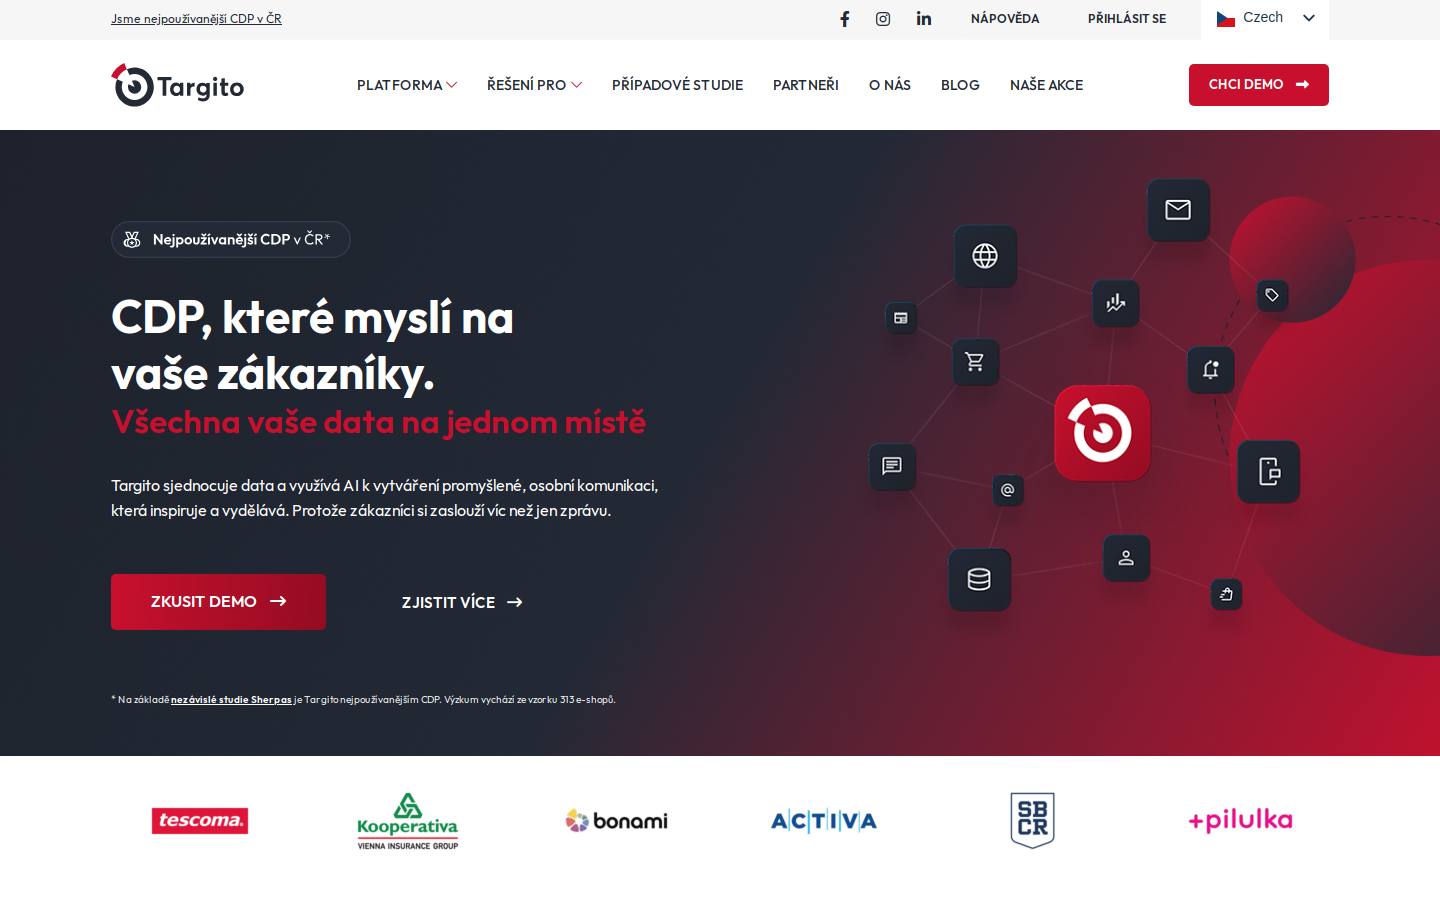 Jsme nejpoužívanější CDP v ČR
NÁPOVĚDA
PŘIHLÁSIT SE
Czech
Targito
PLATFORMA
ŘEŠENÍ PRO
PŘÍPADOVÉ STUDIE
PARTNEŘI
O NÁS
BLOG
NAŠE AKCE
CHCI DEMO
Nejpoužívanější CDP v ČR*
CDP, které myslí na
vaše zákazníky.
Všechna vaše data na jednom místě
Targito sjednocuje data a využívá AI k vytváření promyšlené, osobní komunikaci,
která inspiruje a vydělává. Protože zákazníci si zaslouží víc než jen zprávu.
ZKUSIT DEMO
ZJISTIT VÍCE
* Na základě nezávislé studie Sherpas je Targito nejpoužívanějším CDP. Výzkum vychází ze vzorku 313 e-shopů.
tescoma.
Kooperativa
VIENNA INSURANCE GROUP
bonami
ACTIVA
SB
CR
+pilulka